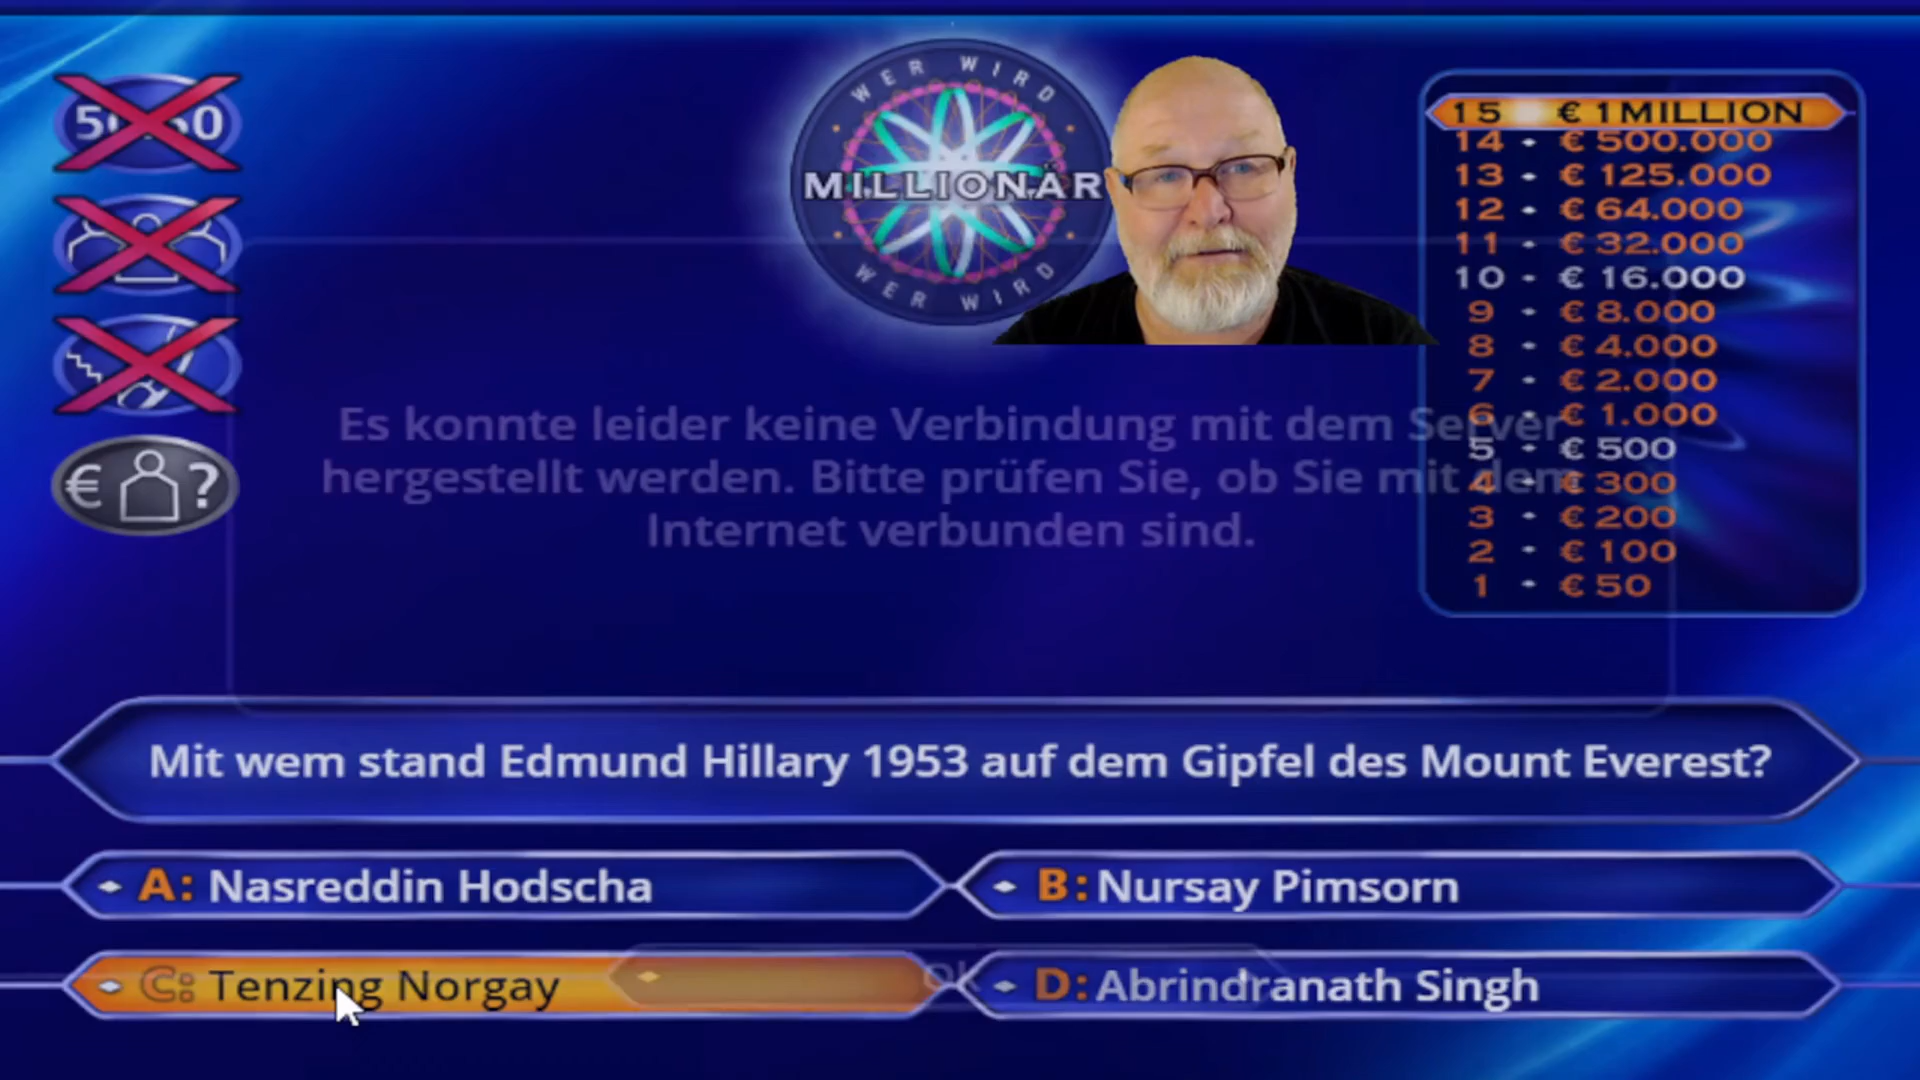 50:50
WER WIRD
MILLIONÄR
WER WIRD
€ ?
15 € 1 MILLION
14 € 500.000
13 € 125.000
12 € 64.000
11 € 32.000
10 € 16.000
9 € 8.000
8 € 4.000
7 € 2.000
6 € 1.000
5 € 500
4 € 300
3 € 200
2 € 100
1 € 50
Es konnte leider keine Verbindung mit dem Server
hergestellt werden. Bitte prüfen Sie, ob Sie mit dem
Internet verbunden sind.
Mit wem stand Edmund Hillary 1953 auf dem Gipfel des Mount Everest?
A: Nasreddin Hodscha
B: Nursay Pimsorn
C: Tenzing Norgay
OK
D: Abrindranath Singh